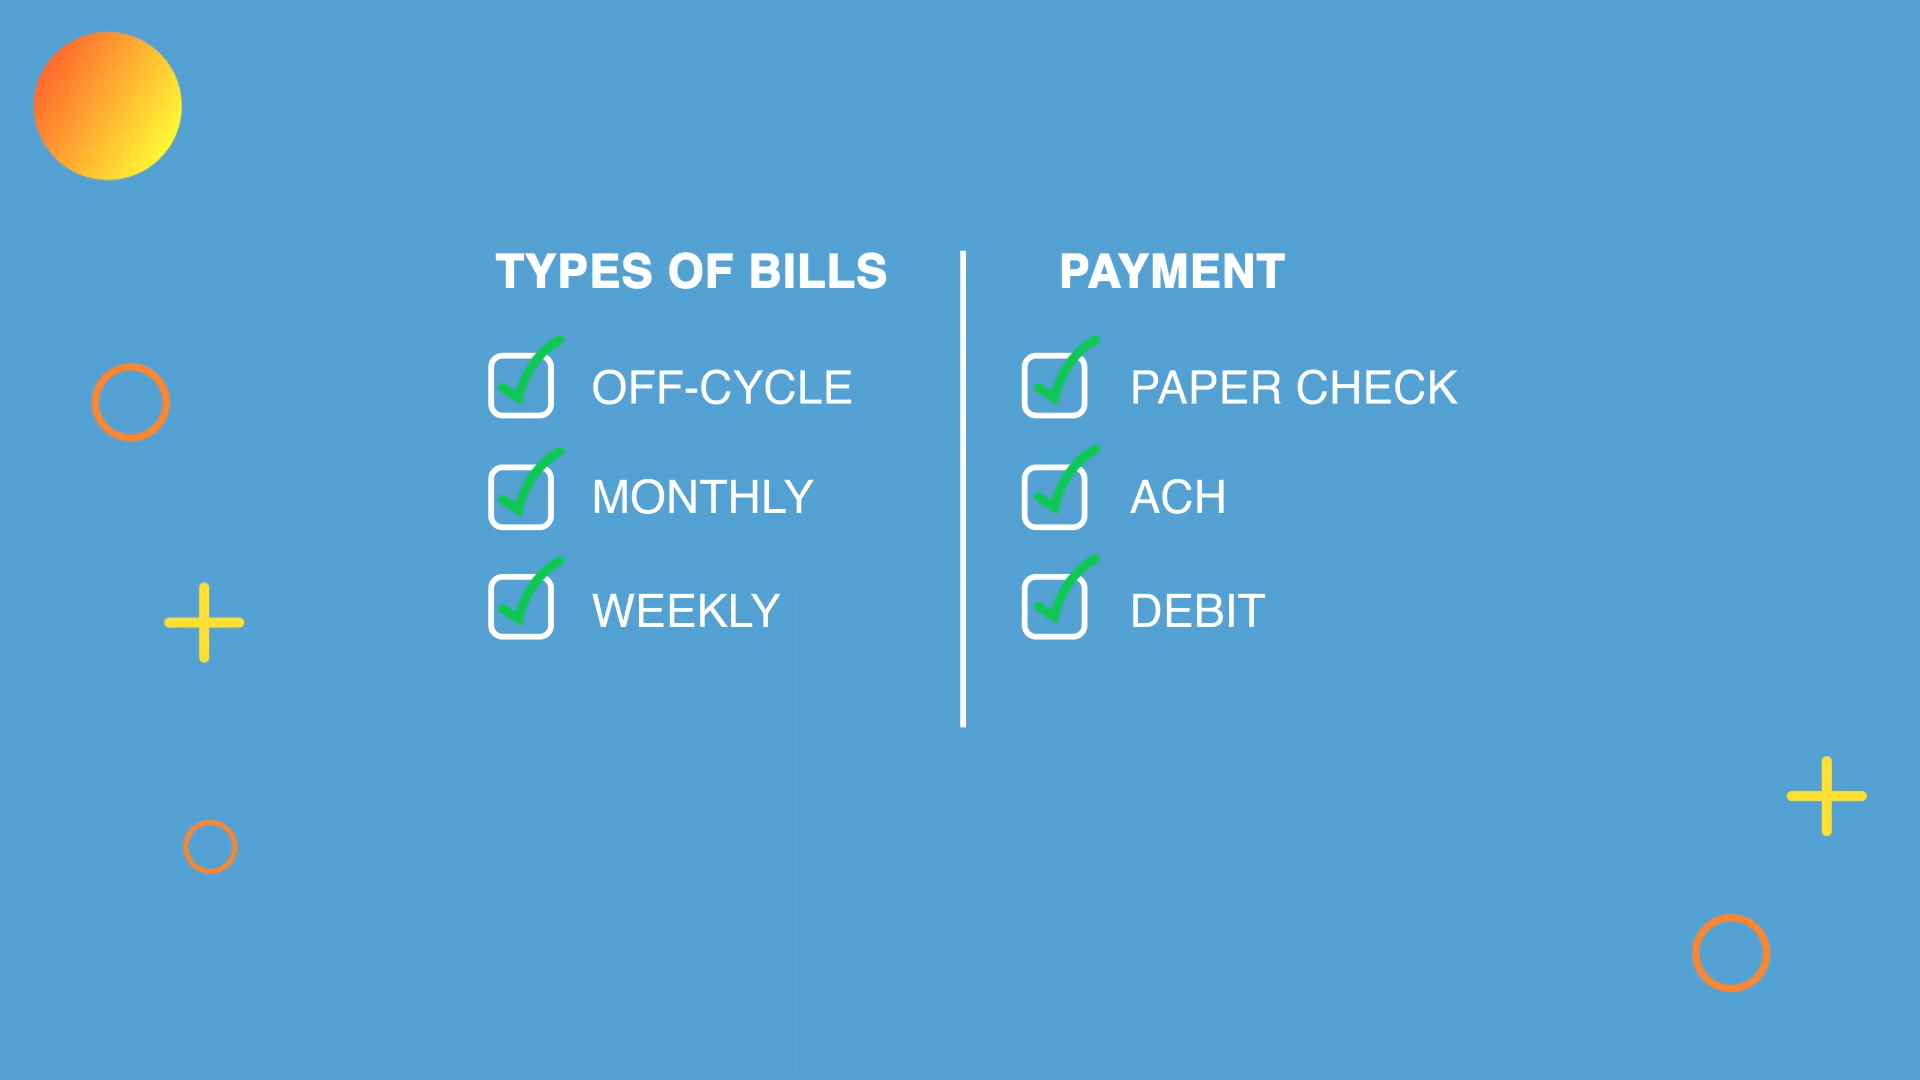 TYPES OF BILLS
OFF-CYCLE
MONTHLY
WEEKLY
PAYMENT
PAPER CHECK
ACH
DEBIT